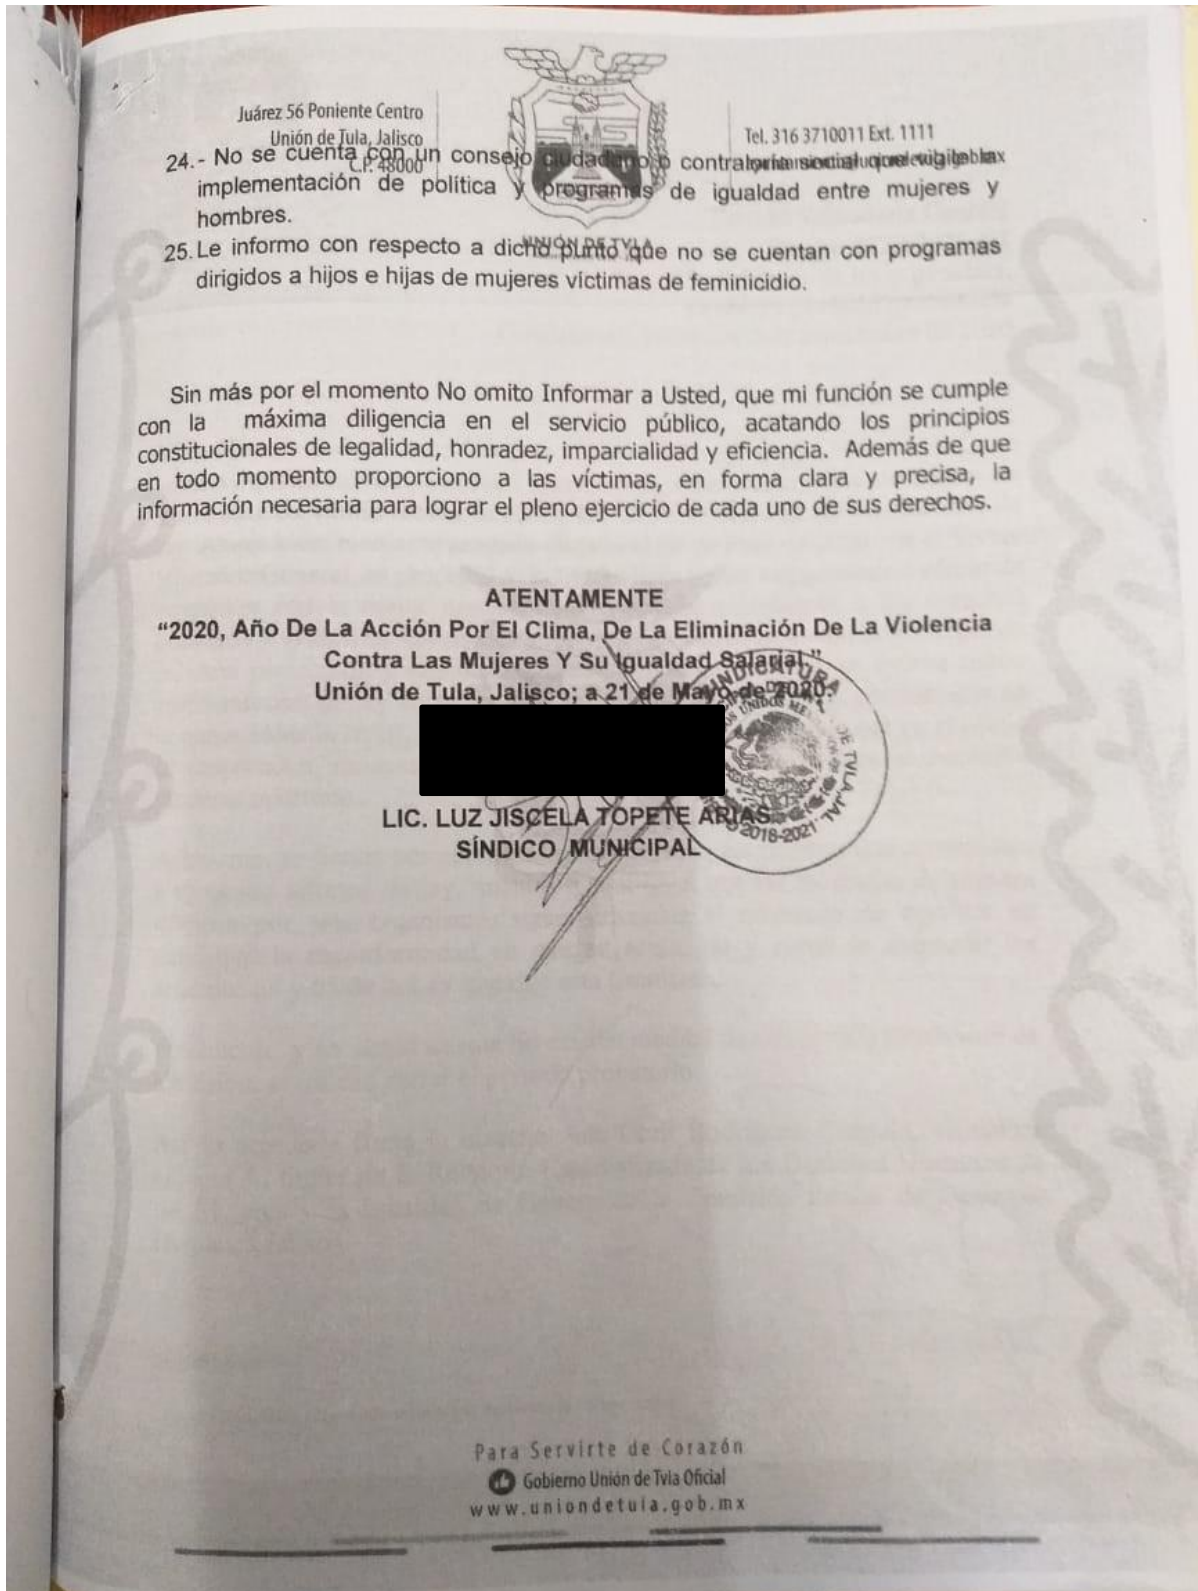 Juárez 56 Poniente Centro
Unión de Tula, Jalisco
C.P. 48000
Tel. 316 3710011 Ext. 1111
UNIÓN DE TVLA
24.- No se cuenta con un consejo ciudadano o contraloría social que vigile la
implementación de política y programas de igualdad entre mujeres y
hombres.
25. Le informo con respecto a dicho punto que no se cuentan con programas
dirigidos a hijos e hijas de mujeres víctimas de feminicidio.
Sin más por el momento No omito Informar a Usted, que mi función se cumple
con la máxima diligencia en el servicio público, acatando los principios
constitucionales de legalidad, honradez, imparcialidad y eficiencia. Además de que
en todo momento proporciono a las víctimas, en forma clara y precisa, la
información necesaria para lograr el pleno ejercicio de cada uno de sus derechos.
ATENTAMENTE
“2020, Año De La Acción Por El Clima, De La Eliminación De La Violencia
Contra Las Mujeres Y Su Igualdad Salarial.”
Unión de Tula, Jalisco; a 21 de Mayo de 2020.
SINDICATURA
DE TVLA, JAL.
2018-2021
LIC. LUZ JISCELA TOPETE ARIAS
SÍNDICO MUNICIPAL
Para Servirte de Corazón
Gobierno Unión de Tvla Oficial
www.uniondetula.gob.mx